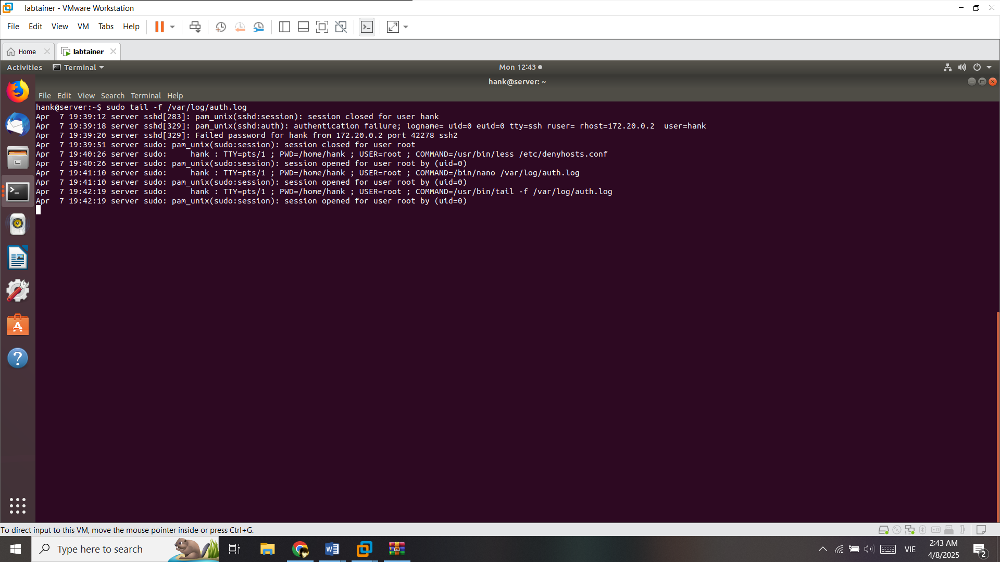 labtainer - VMware Workstation
File Edit View VM Tabs Help
Home labtainer
Activities Terminal Mon 12:43
hank@server: ~
File Edit View Search Terminal Help
hank@server:~$ sudo tail -f /var/log/auth.log
Apr  7 19:39:12 server sshd[283]: pam_unix(sshd:session): session closed for user hank
Apr  7 19:39:18 server sshd[329]: pam_unix(sshd:auth): authentication failure; logname= uid=0 euid=0 tty=ssh ruser= rhost=172.20.0.2  user=hank
Apr  7 19:39:20 server sshd[329]: Failed password for hank from 172.20.0.2 port 42278 ssh2
Apr  7 19:39:51 server sudo: pam_unix(sudo:session): session closed for user root
Apr  7 19:40:26 server sudo:     hank : TTY=pts/1 ; PWD=/home/hank ; USER=root ; COMMAND=/usr/bin/less /etc/denyhosts.conf
Apr  7 19:40:26 server sudo: pam_unix(sudo:session): session opened for user root by (uid=0)
Apr  7 19:41:10 server sudo:     hank : TTY=pts/1 ; PWD=/home/hank ; USER=root ; COMMAND=/bin/nano /var/log/auth.log
Apr  7 19:41:10 server sudo: pam_unix(sudo:session): session opened for user root by (uid=0)
Apr  7 19:42:19 server sudo:     hank : TTY=pts/1 ; PWD=/home/hank ; USER=root ; COMMAND=/usr/bin/tail -f /var/log/auth.log
Apr  7 19:42:19 server sudo: pam_unix(sudo:session): session opened for user root by (uid=0)
To direct input to this VM, move the mouse pointer inside or press Ctrl+G.
Type here to search
VIE
2:43 AM
4/8/2025
2